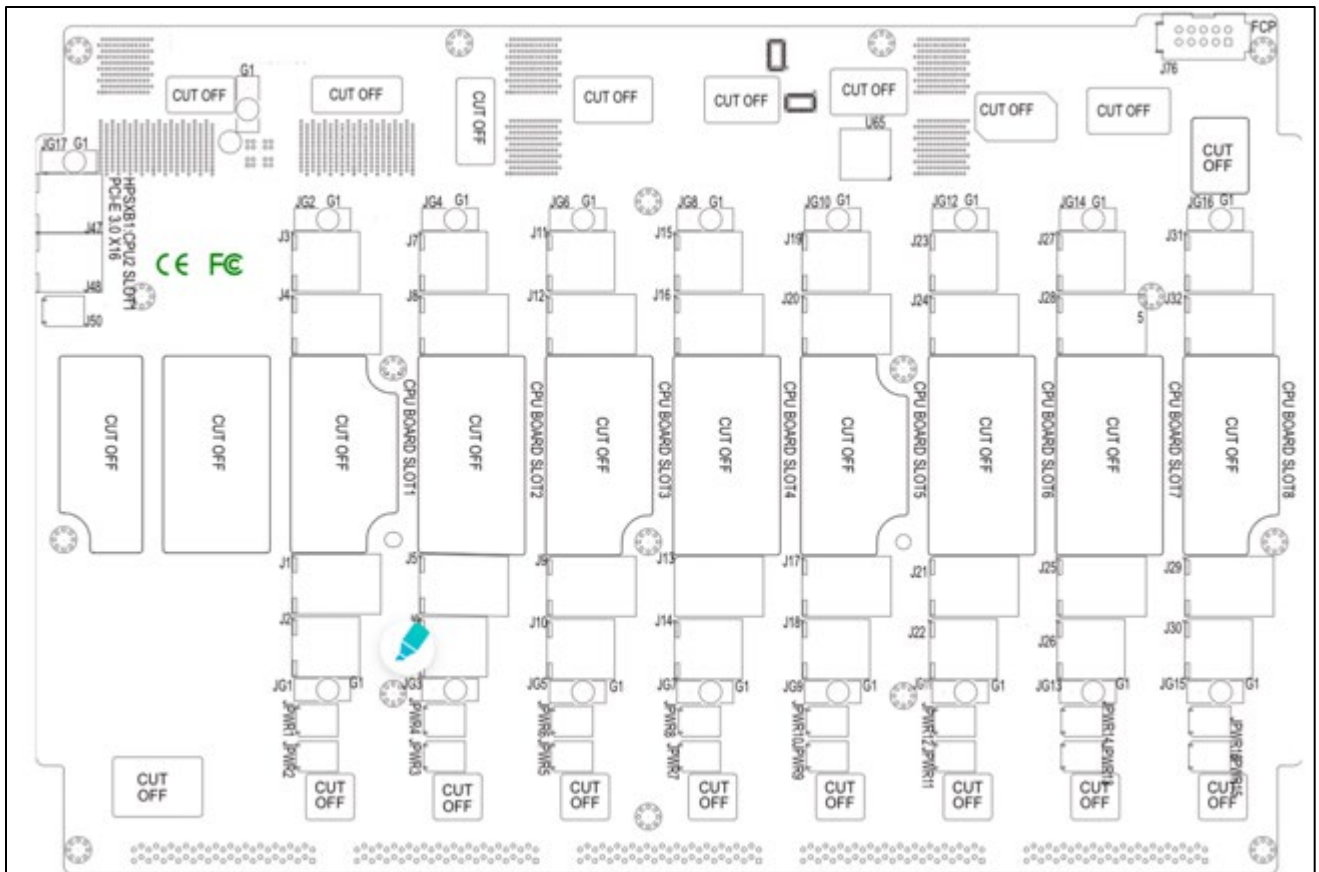 FCP
J76
G1
CUT OFF
CUT OFF
CUT OFF
CUT OFF
CUT OFF
CUT OFF
CUT OFF
CUT OFF
U65
CUT
OFF
JG17 G1
HPSXB1:CPU2 SLOT1
PCI-E 3.0 X16
J47
J48
J50
CE FC
JG2 G1
JG4 G1
JG6 G1
JG8 G1
JG10 G1
JG12 G1
JG14 G1
JG16 G1
J3
J7
J11
J15
J19
J23
J27
J31
J4
J8
J12
J16
J20
J24
J28
5
J32
CUT OFF
CUT OFF
CUT OFF
CPU BOARD SLOT1
CUT OFF
CPU BOARD SLOT2
CUT OFF
CPU BOARD SLOT3
CUT OFF
CPU BOARD SLOT4
CUT OFF
CPU BOARD SLOT5
CUT OFF
CPU BOARD SLOT6
CUT OFF
CPU BOARD SLOT7
CUT OFF
CPU BOARD SLOT8
J1
J5
J9
J13
J17
J21
J25
J29
J2
J10
J14
J18
J22
J26
J30
JG1 G1
JG3 G1
JG5 G1
JG7 G1
JG9 G1
JG11 G1
JG13 G1
JG15 G1
JPWR1
JPWR2
JPWR4
JPWR3
JPWR6
JPWR5
JPWR8
JPWR7
JPWR10
JPWR9
JPWR12
JPWR11
JPWR14
JPWR13
CUT
OFF
CUT
OFF
CUT
OFF
CUT
OFF
CUT
OFF
CUT
OFF
CUT
OFF
CUT
OFF
CUT
OFF